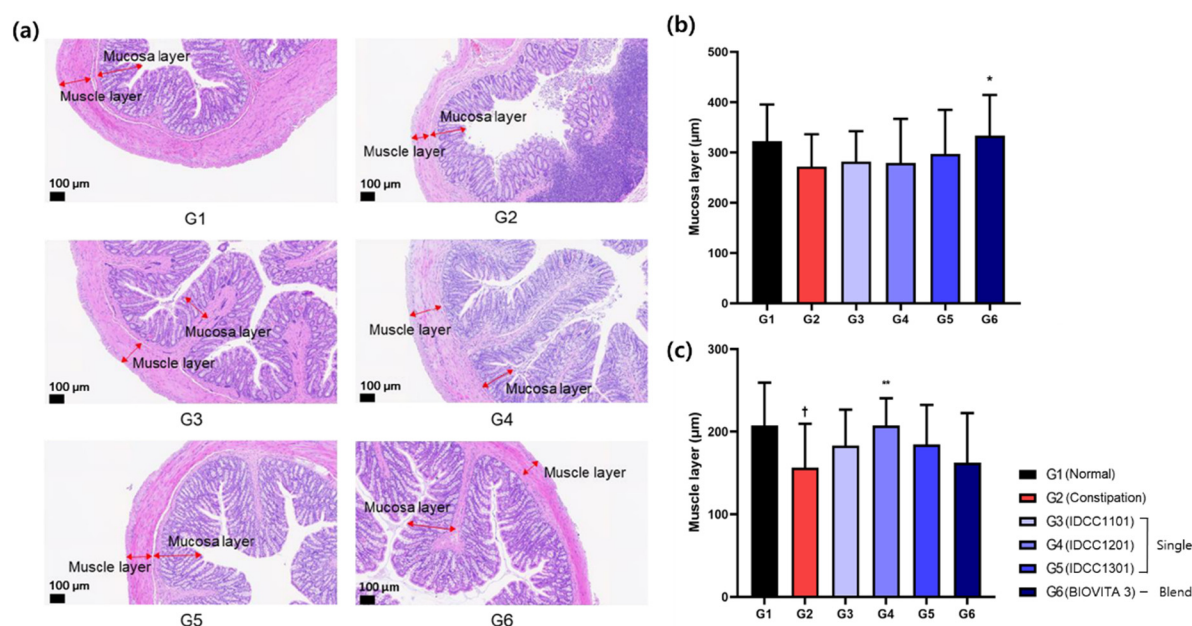 (a)
Mucosa layer
Muscle layer
100 µm
G1
Mucosa layer
Muscle layer
100 µm
G2
Mucosa layer
Muscle layer
100 µm
G3
Muscle layer
Mucosa layer
100 µm
G4
Mucosa layer
Muscle layer
100 µm
G5
Muscle layer
Mucosa layer
100 µm
G6
(b)
Mucosa layer (µm)
500
400
300
200
100
0
*
G1 G2 G3 G4 G5 G6
(c)
Muscle layer (µm)
300
200
100
0
†
**
G1 G2 G3 G4 G5 G6
G1 (Normal)
G2 (Constipation)
G3 (IDCC1101)
G4 (IDCC1201)
G5 (IDCC1301)
Single
G6 (BIOVITA 3) – Blend